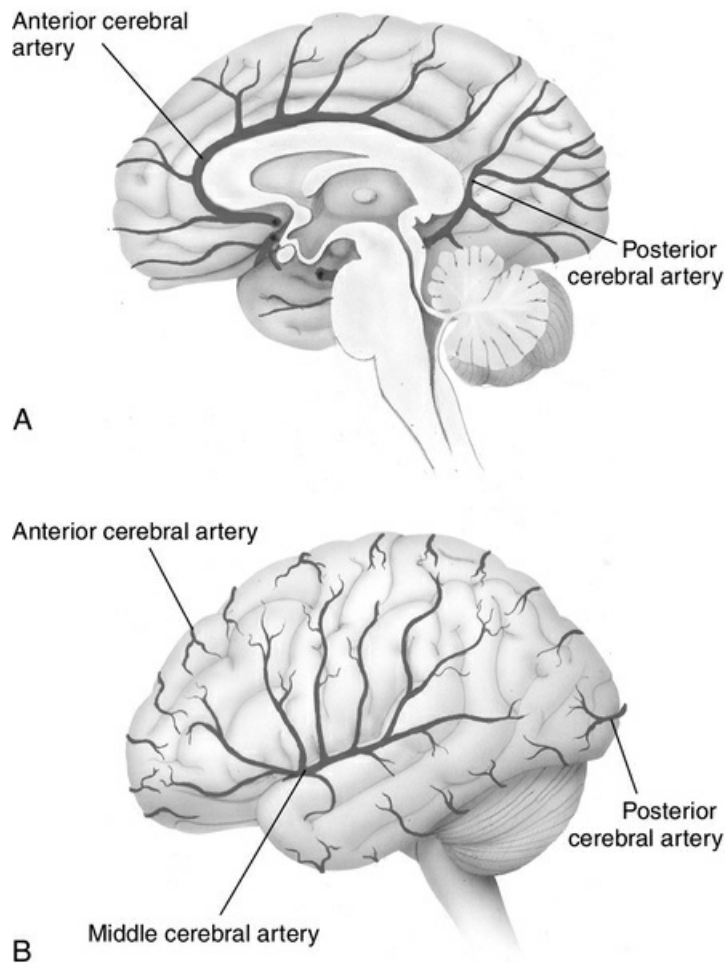 Anterior cerebral
artery
Posterior
cerebral artery
A
Anterior cerebral artery
Posterior
cerebral artery
Middle cerebral artery
B